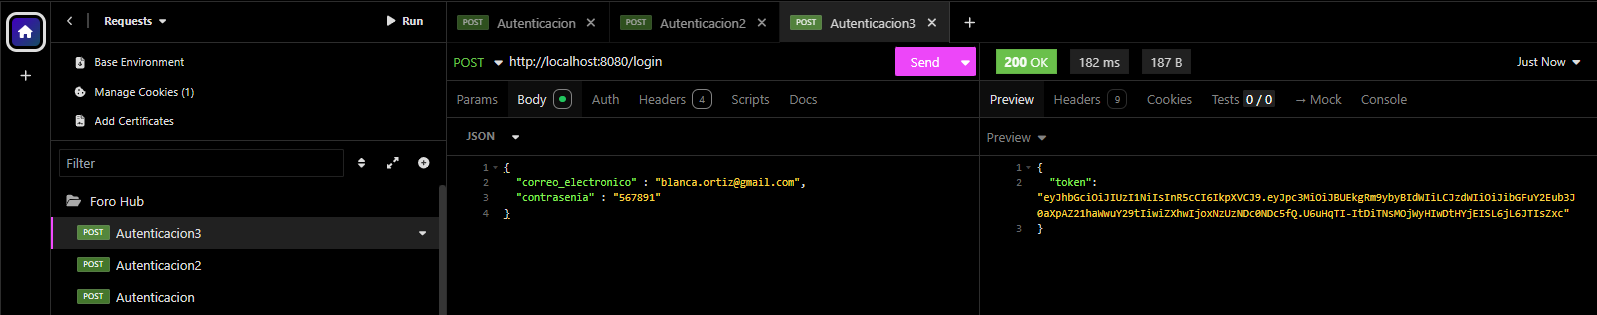 Requests
Run
Base Environment
Manage Cookies (1)
Add Certificates
Filter
Foro Hub
POST Autenticacion3
POST Autenticacion2
POST Autenticacion
POST Autenticacion
POST Autenticacion2
POST Autenticacion3
POST http://localhost:8080/login
Send
Params Body Auth Headers 4 Scripts Docs
JSON
1 {
2 "correo_electronico" : "blanca.ortiz@gmail.com",
3 "contrasenia" : "567891"
4 }
200 OK 182 ms 187 B Just Now
Preview Headers 9 Cookies Tests 0 / 0 → Mock Console
Preview
1 {
2 "token":
"eyJhbGciOiJIUzI1NiIsInR5cCI6IkpXVCJ9.eyJpc3MiOiJBUEkgRm9ybyBIdWIiLCJzdWIiOiJibGFuY2Eub3J
0aXpAZ21haWwuY29tIiwiZXhwIjoxNzUzNDc0NDc5fQ.U6uHqTI-ItDiTNsMOjWyHIwDtHYjEISL6jL6JTIsZxc"
3 }